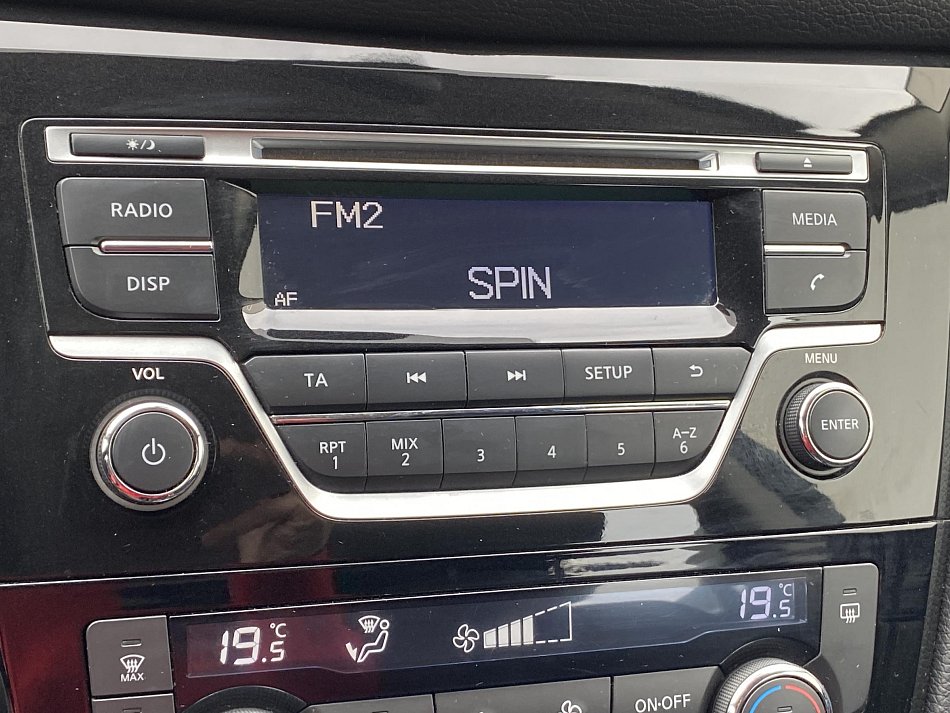 RADIO
DISP
FM2
AF
SPIN
MEDIA
VOL
TA
SETUP
MENU
ENTER
RPT
1
MIX
2
3
4
5
A-Z
6
19.5°C
19.5°C
MAX
ON·OFF